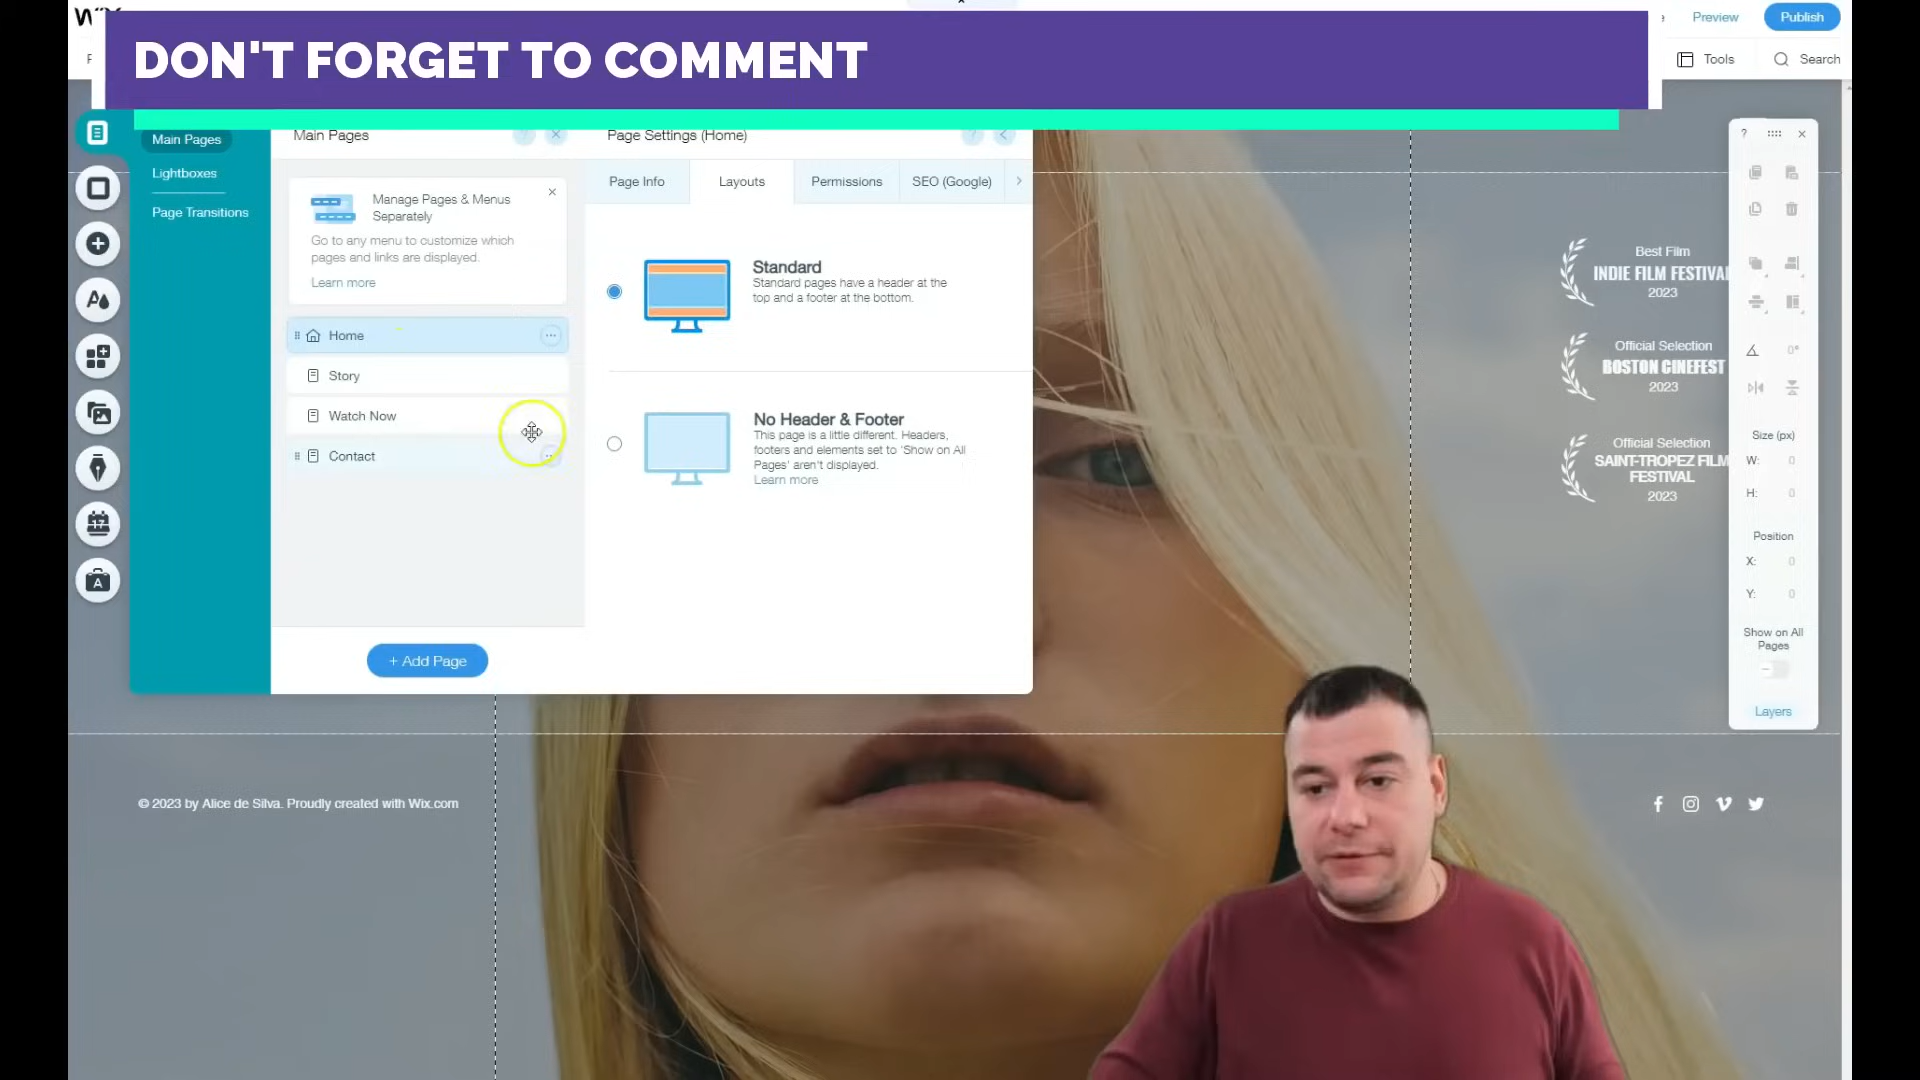 DON'T FORGET TO COMMENT
Preview
Publish
Tools
Search
Main Pages
Lightboxes
Page Transitions
Main Pages
?
Manage Pages & Menus
Separately
Go to any menu to customize which
pages and links are displayed.
Learn more
Home
Story
Watch Now
Contact
+ Add Page
Page Settings (Home)
?
Page Info
Layouts
Permissions
SEO (Google)
Standard
Standard pages have a header at the
top and a footer at the bottom.
No Header & Footer
This page is a little different. Headers,
footers and elements set to 'Show on All
Pages' aren't displayed.
Learn more
Best Film
INDIE FILM FESTIVAL
2023
Official Selection
BOSTON CINEFEST
2023
Official Selection
SAINT-TROPEZ FILM
FESTIVAL
2023
?
0°
Size (px)
W: 0
H: 0
Position
X: 0
Y: 0
Show on All
Pages
Layers
© 2023 by Alice de Silva. Proudly created with Wix.com